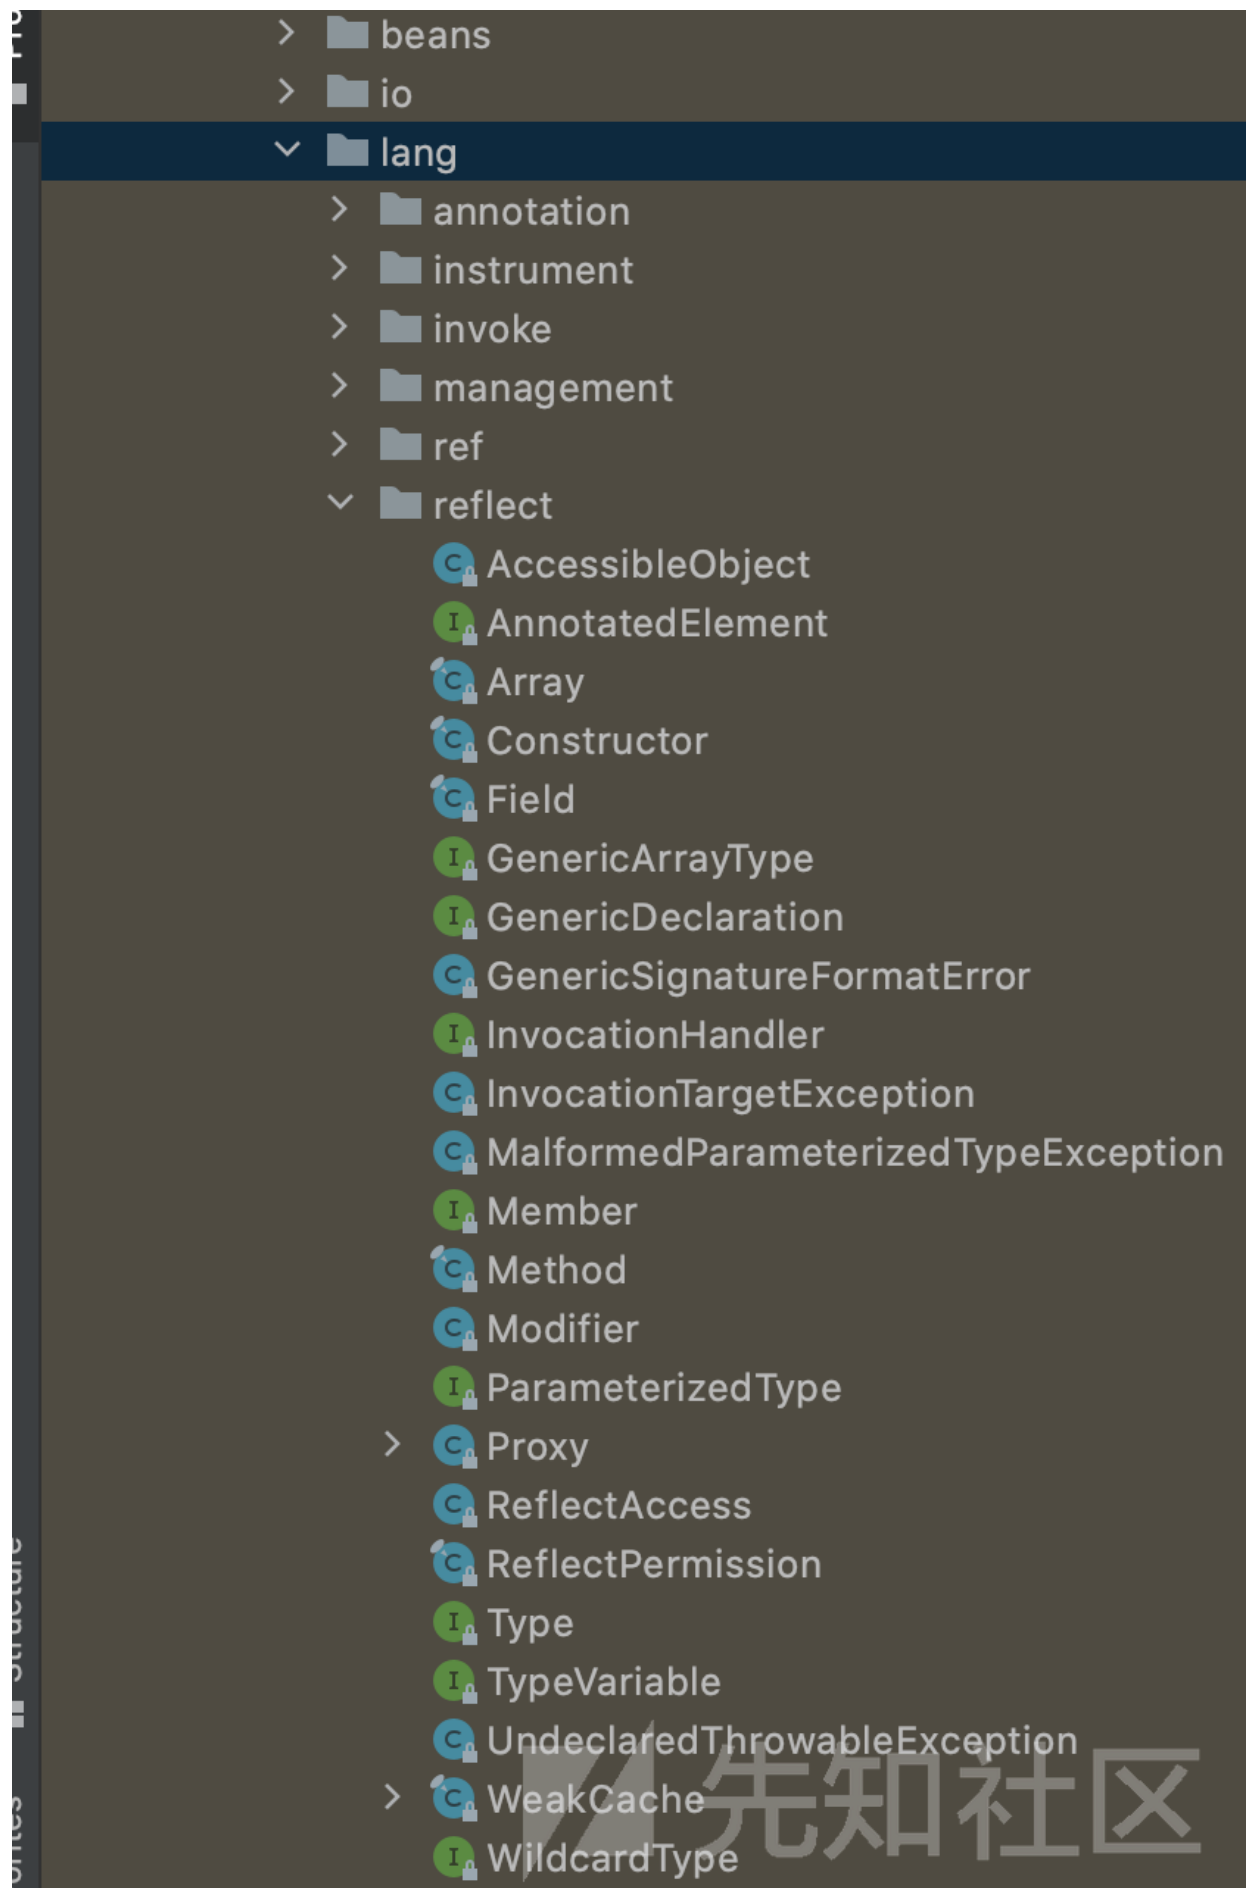 beans
io
lang
annotation
instrument
invoke
management
ref
reflect
AccessibleObject
AnnotatedElement
Array
Constructor
Field
GenericArrayType
GenericDeclaration
GenericSignatureFormatError
InvocationHandler
InvocationTargetException
MalformedParameterizedTypeException
Member
Method
Modifier
ParameterizedType
Proxy
ReflectAccess
ReflectPermission
Type
TypeVariable
UndeclaredThrowableException
WeakCache
WildcardType
Structure
先知社区